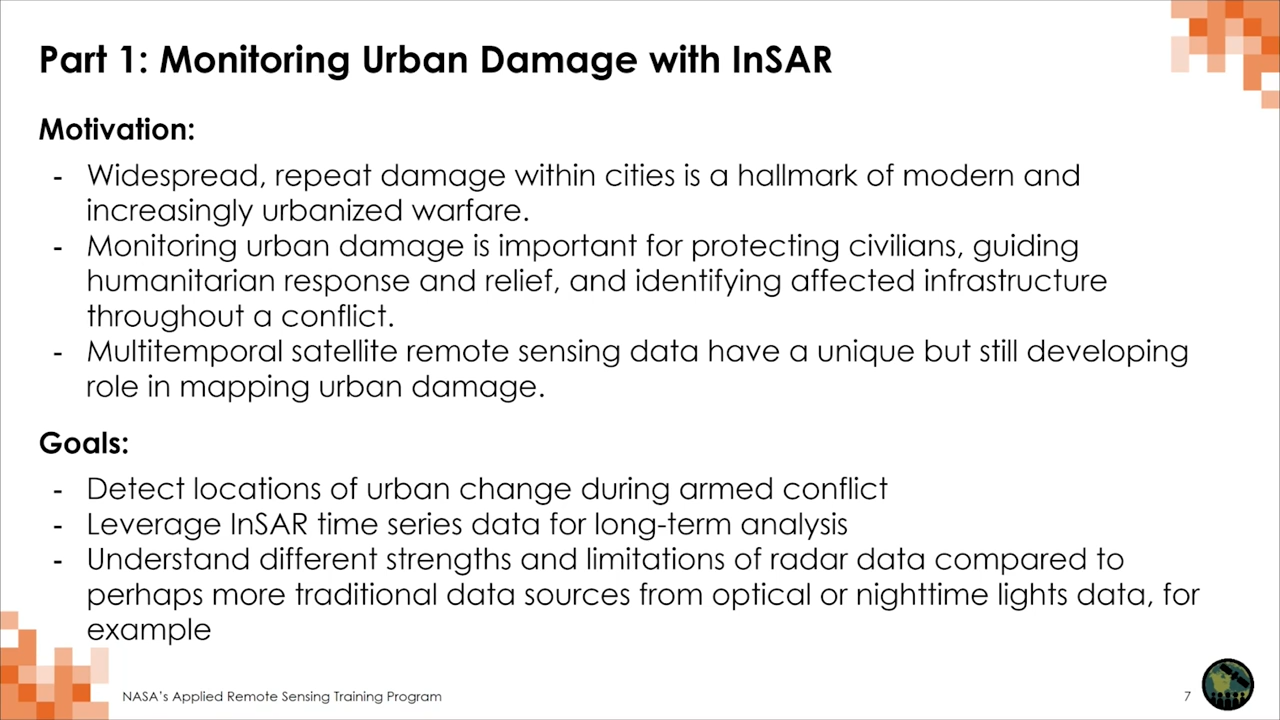 Part 1: Monitoring Urban Damage with InSAR
Motivation:
- Widespread, repeat damage within cities is a hallmark of modern and
increasingly urbanized warfare.
- Monitoring urban damage is important for protecting civilians, guiding
humanitarian response and relief, and identifying affected infrastructure
throughout a conflict.
- Multitemporal satellite remote sensing data have a unique but still developing
role in mapping urban damage.
Goals:
- Detect locations of urban change during armed conflict
- Leverage InSAR time series data for long-term analysis
- Understand different strengths and limitations of radar data compared to
perhaps more traditional data sources from optical or nighttime lights data, for
example
NASA's Applied Remote Sensing Training Program
7